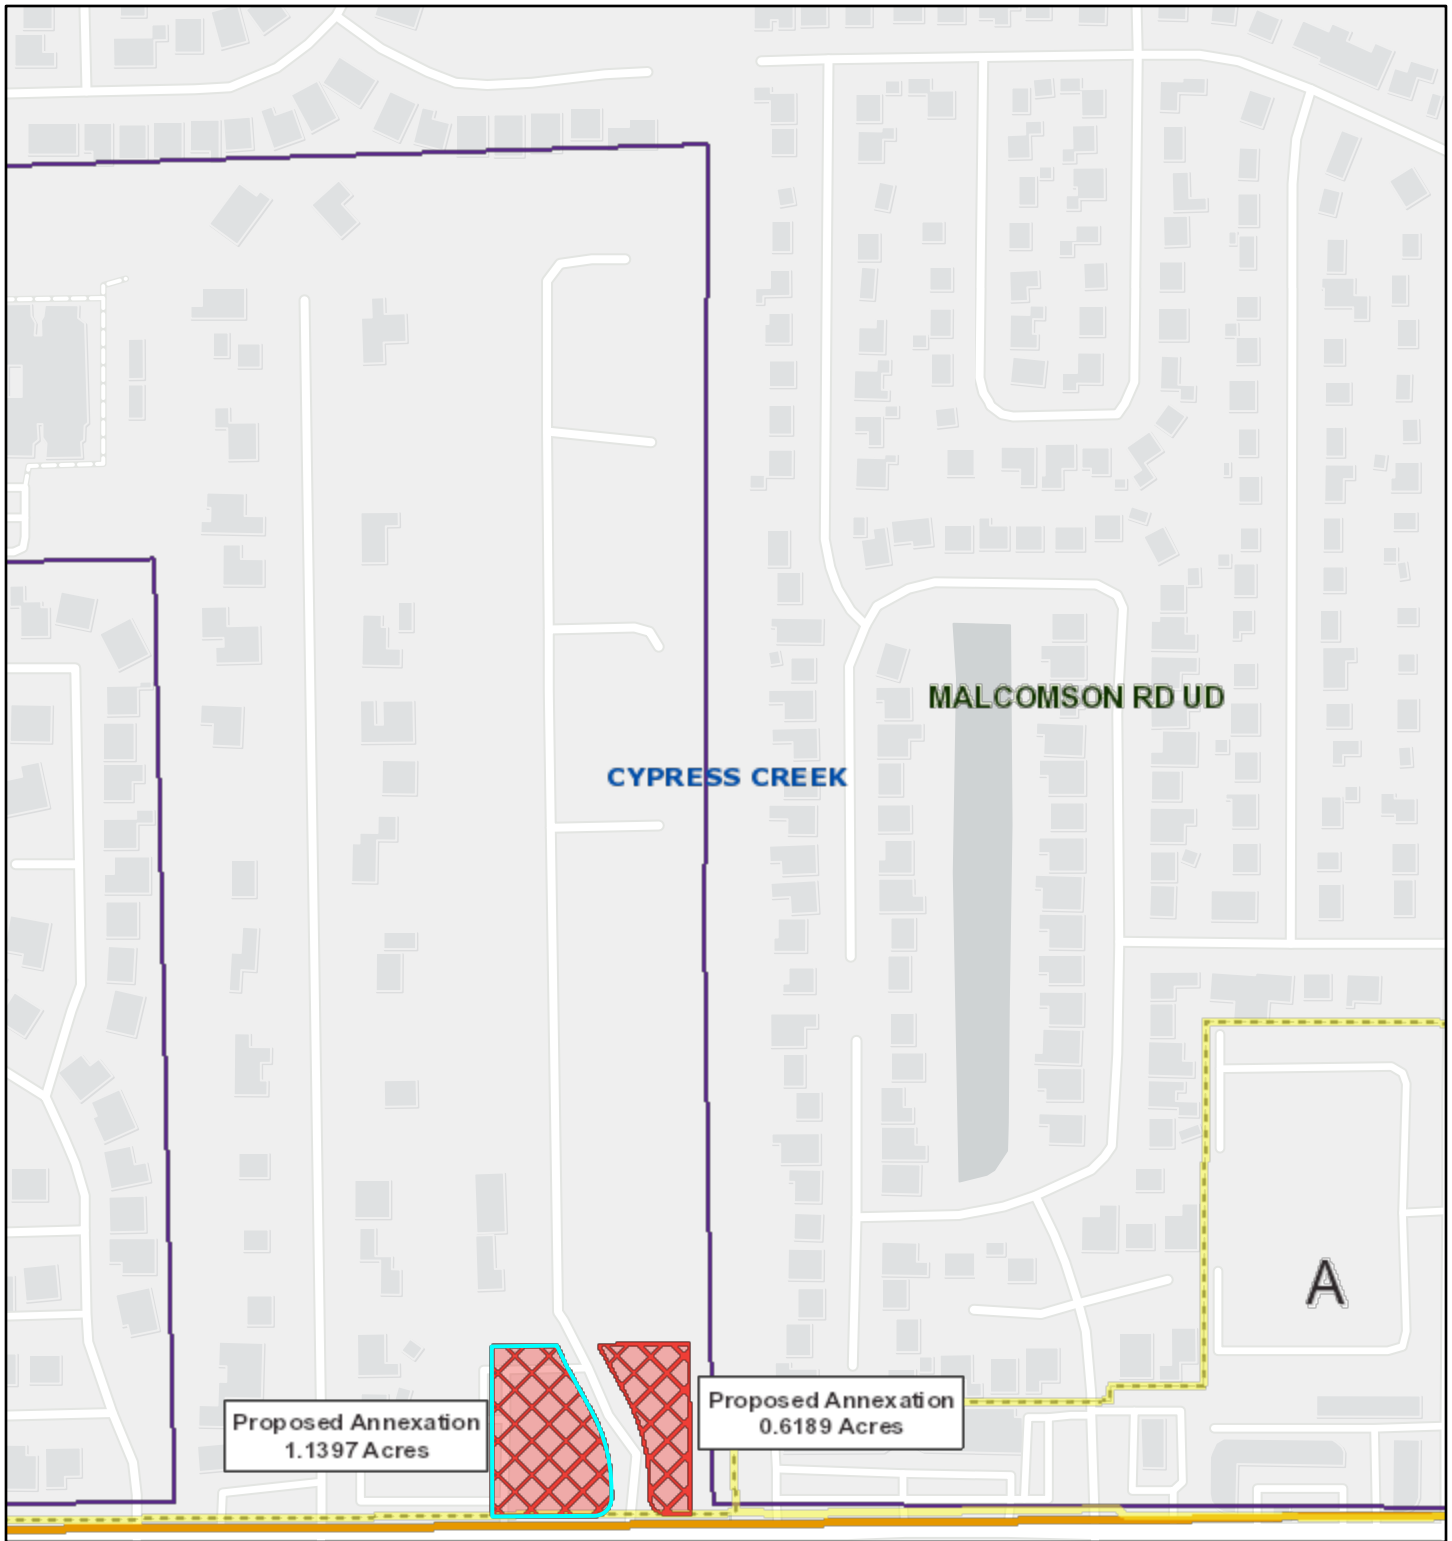 MALCOMSON RD UD
CYPRESS CREEK
A
Proposed Annexation
0.6189 Acres
Proposed Annexation
1.1397 Acres